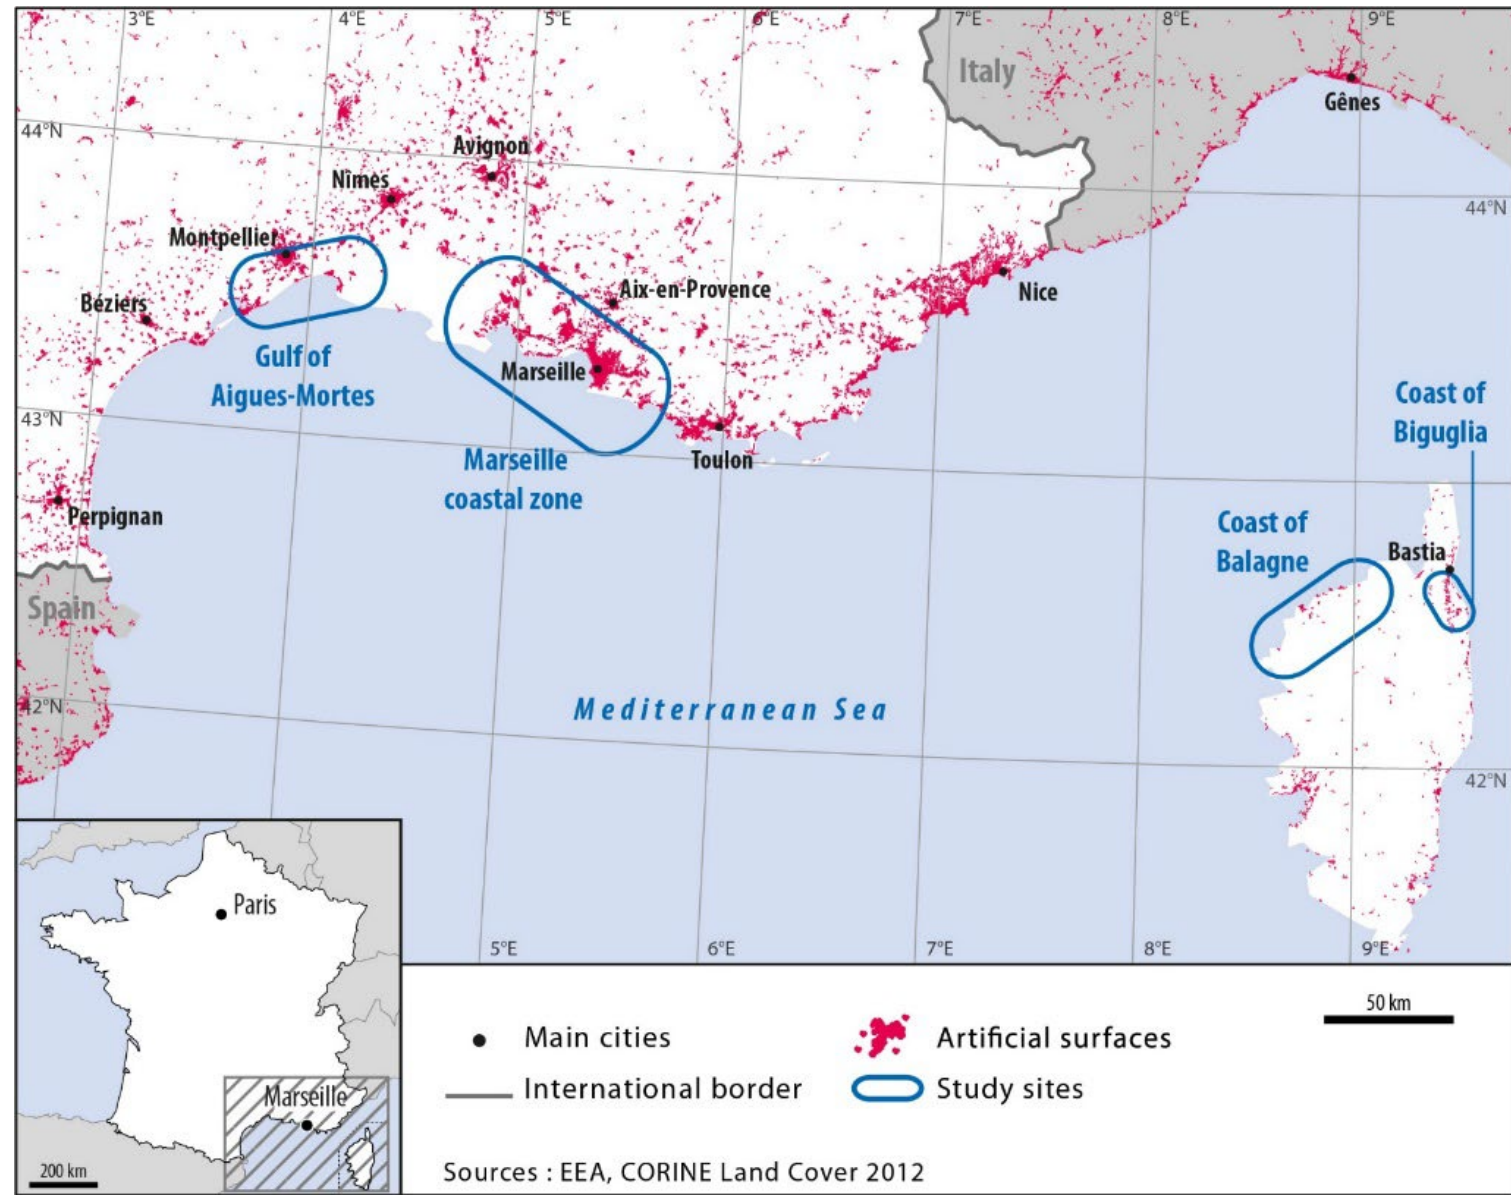 3°E
4°E
5°E
6°E
7°E
8°E
9°E
Italy
Gênes
44°N
Avignon
Nîmes
44°N
Montpellier
Aix-en-Provence
Nice
Béziers
Gulf of
Aigues-Mortes
Marseille
Coast of
Biguglia
43°N
Marseille
coastal zone
Toulon
Perpignan
Coast of
Balagne
Bastia
Spain
42°N
Mediterranean Sea
42°N
5°E
6°E
7°E
8°E
9°E
Paris
Marseille
200 km
50 km
Main cities
Artificial surfaces
International border
Study sites
Sources : EEA, CORINE Land Cover 2012